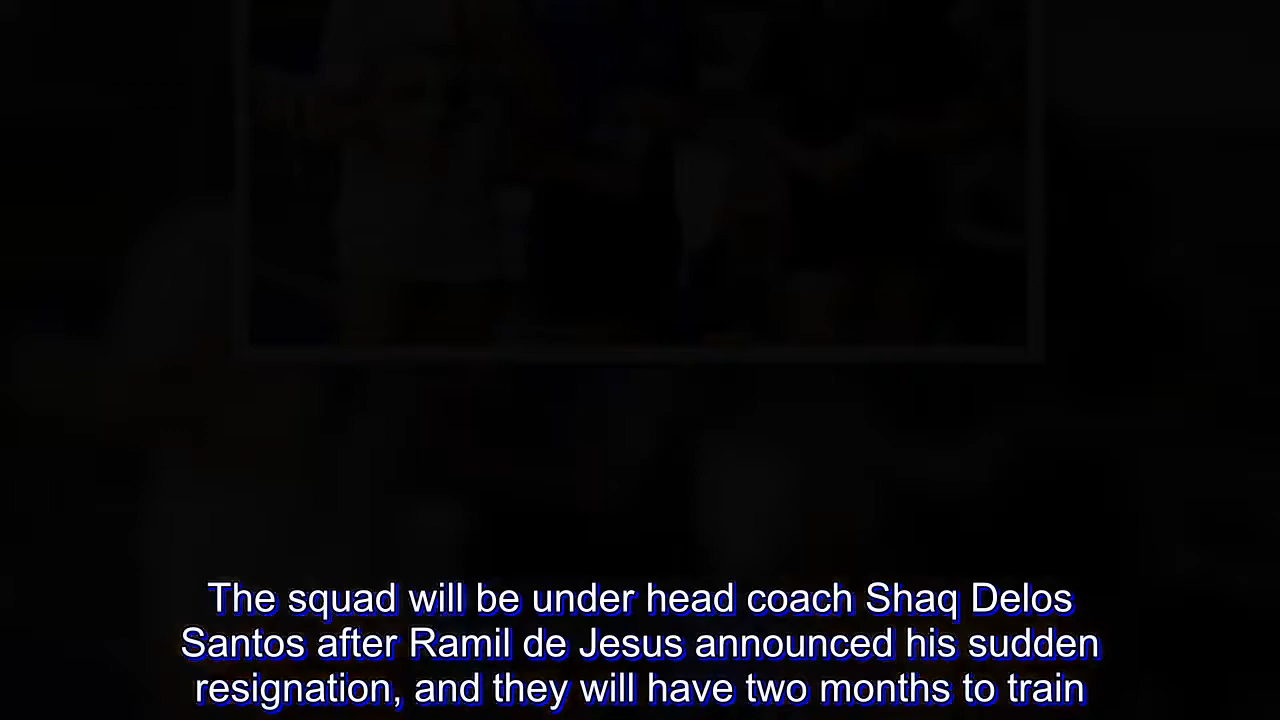 The squad will be under head coach Shaq Delos
Santos after Ramil de Jesus announced his sudden
resignation, and they will have two months to train